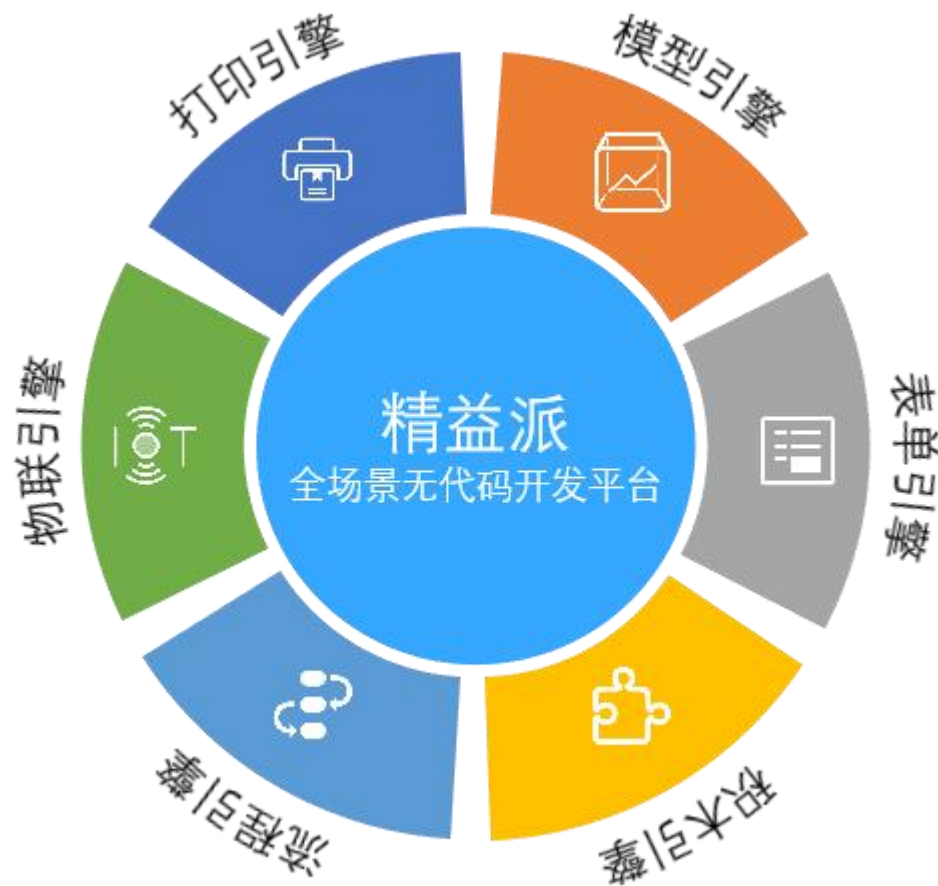 打印引擎
模型引擎
物联引擎
精益派
全场景无代码开发平台
表单引擎
流程引擎
积木引擎